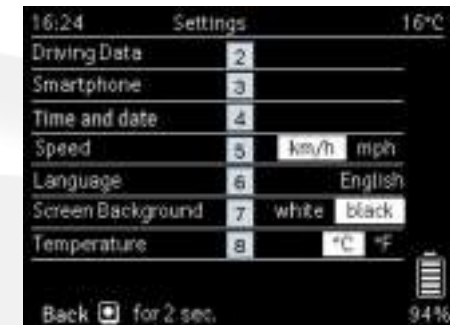 16:24 Settings 16°C
Driving Data 2
Smartphone 3
Time and date 4
Speed 5 km/h mph
Language 6 English
Screen Background 7 white black
Temperature 8 °C °F
Back for 2 sec. 94%